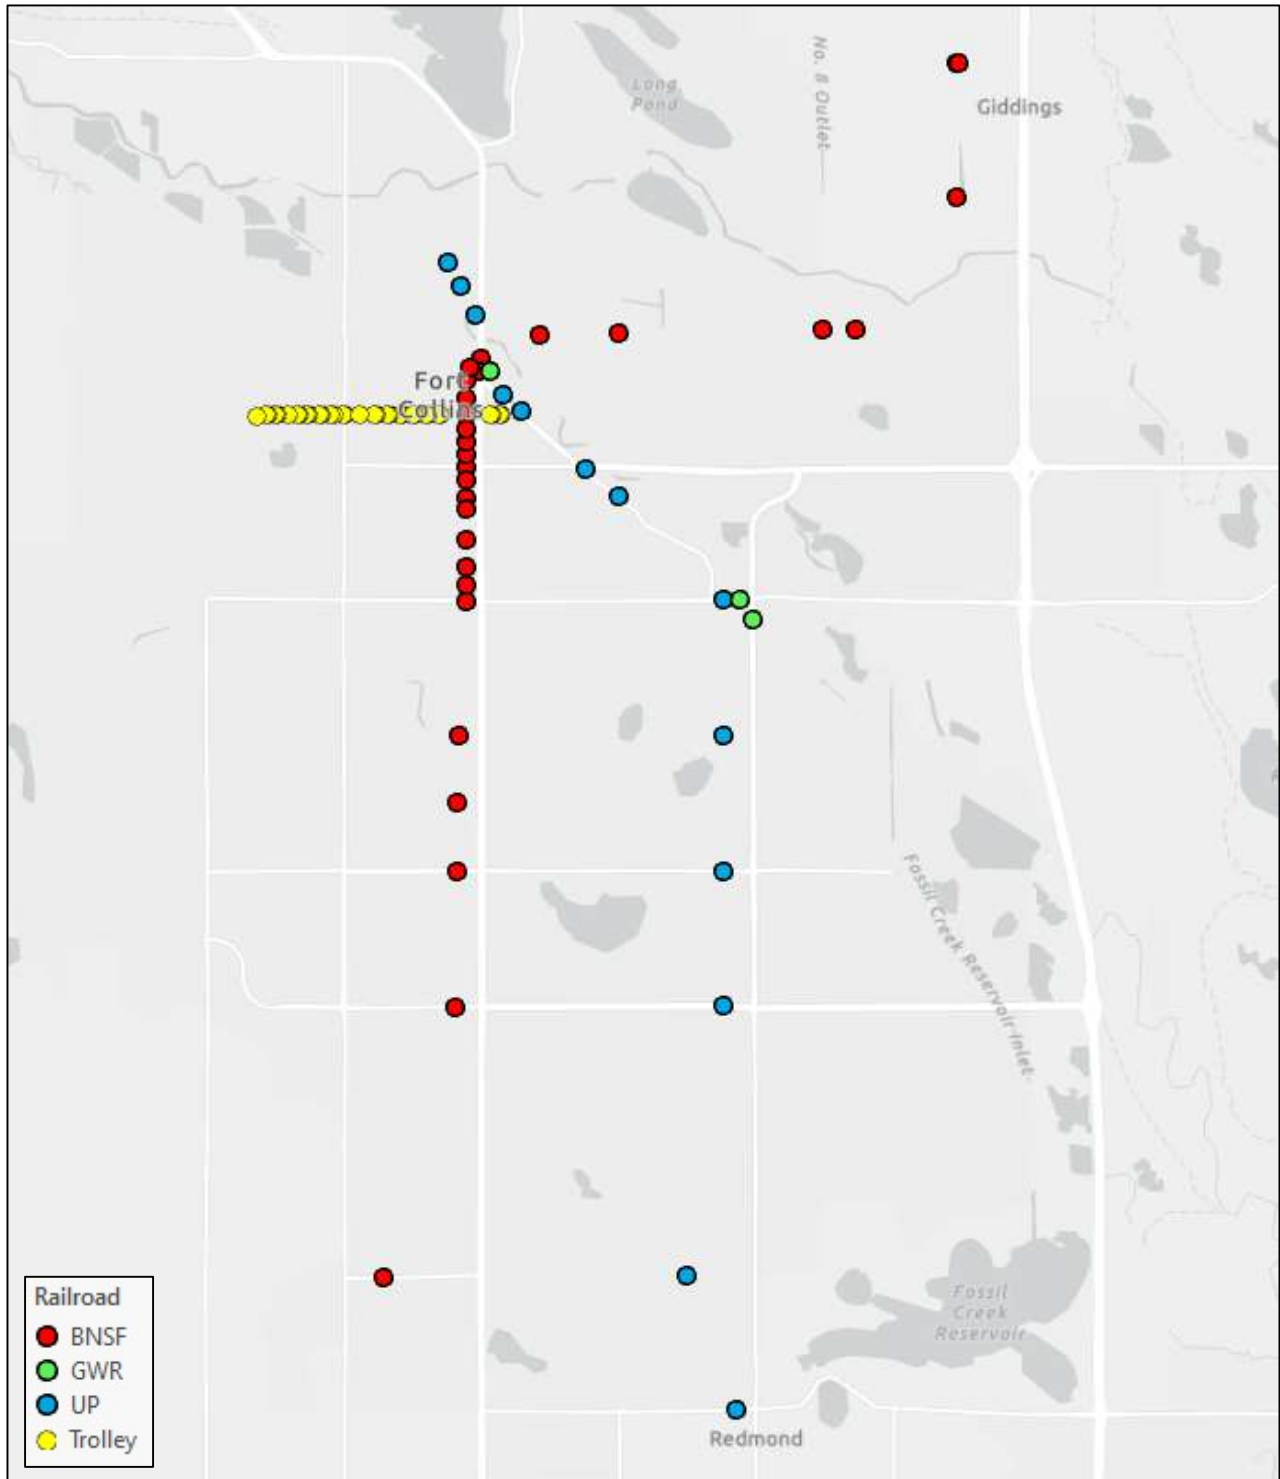 No. 8 Outlet
Long
Pond
Giddings
Fort
Collins
Fossil Creek Reservoir Inlet
Fossil
Creek
Reservoir
Redmond
Railroad
BNSF
GWR
UP
Trolley